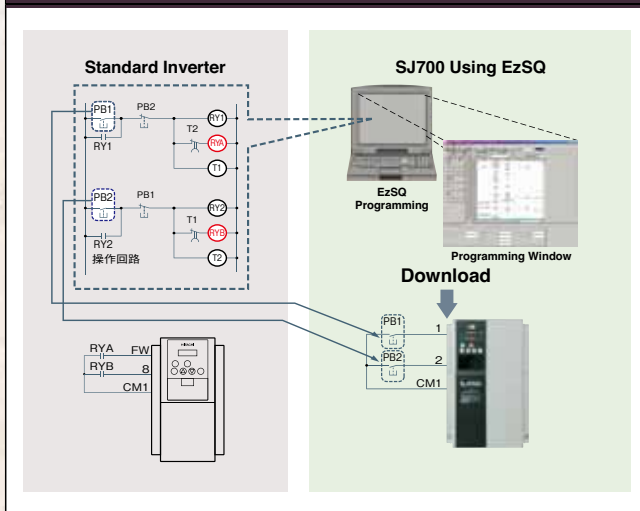 Standard Inverter
PB1
PB2
RY1
T2
RYA
RY1
T1
PB2
PB1
RY2
T1
RYB
RY2
T2
操作回路
RYA
FW
RYB
8
CM1
SJ700 Using EzSQ
EzSQ
Programming
Programming Window
Download
PB1
1
PB2
2
CM1